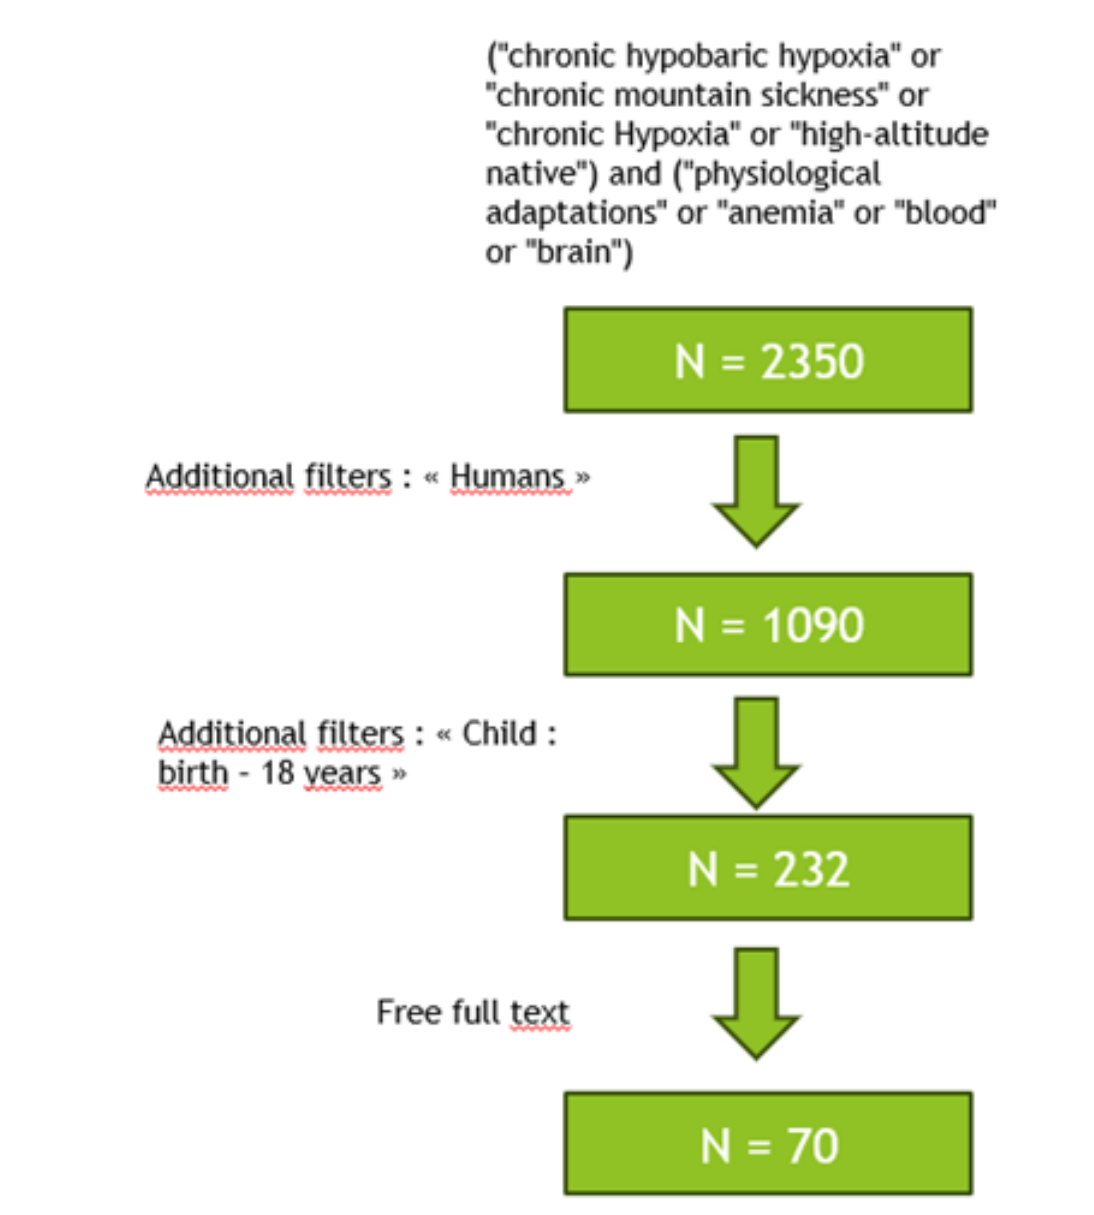 ("chronic hypobaric hypoxia" or
"chronic mountain sickness" or
"chronic Hypoxia" or "high-altitude
native") and ("physiological
adaptations" or "anemia" or "blood"
or "brain")
N = 2350
Additional filters : « Humans »
N = 1090
Additional filters : « Child :
birth - 18 years »
N = 232
Free full text
N = 70